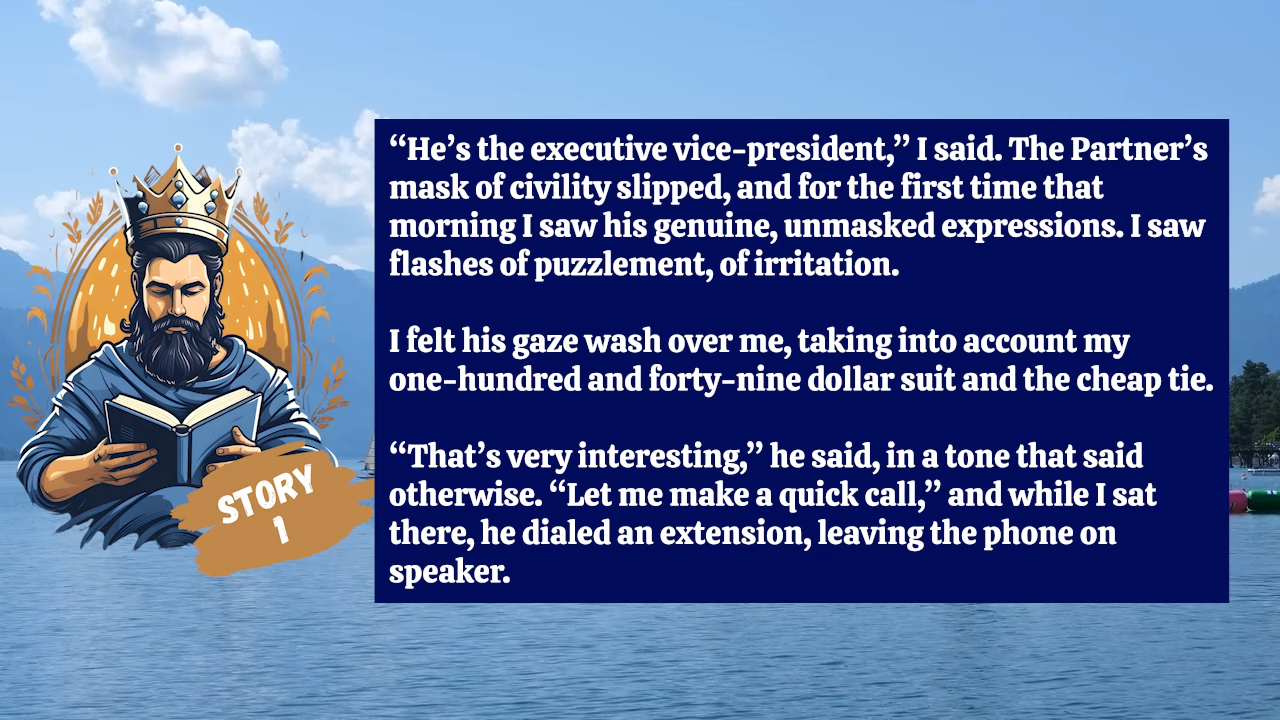 “He’s the executive vice-president,” I said. The Partner’s
mask of civility slipped, and for the first time that
morning I saw his genuine, unmasked expressions. I saw
flashes of puzzlement, of irritation.
I felt his gaze wash over me, taking into account my
one-hundred and forty-nine dollar suit and the cheap tie.
“That’s very interesting,” he said, in a tone that said
otherwise. “Let me make a quick call,” and while I sat
there, he dialed an extension, leaving the phone on
speaker.
STORY
1